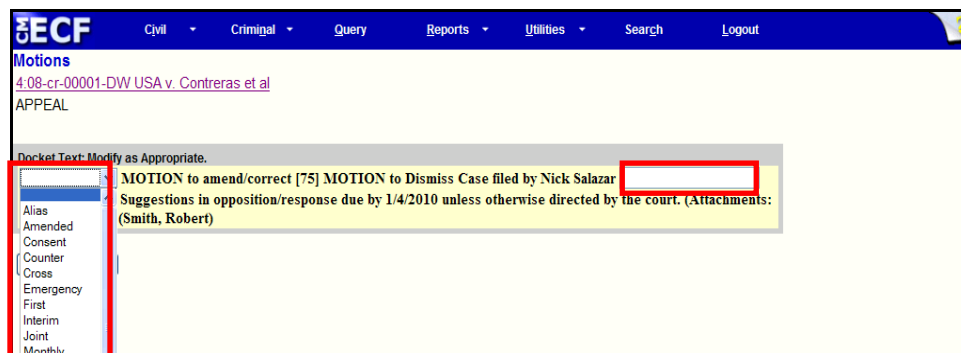 CM ECF Civil Criminal Query Reports Utilities Search Logout ?
Motions
4:08-cr-00001-DW USA v. Contreras et al
APPEAL
Docket Text: Modify as Appropriate.
MOTION to amend/correct [75] MOTION to Dismiss Case filed by Nick Salazar
Suggestions in opposition/response due by 1/4/2010 unless otherwise directed by the court. (Attachments:
(Smith, Robert)
Alias
Amended
Consent
Counter
Cross
Emergency
First
Interim
Joint
Monthly